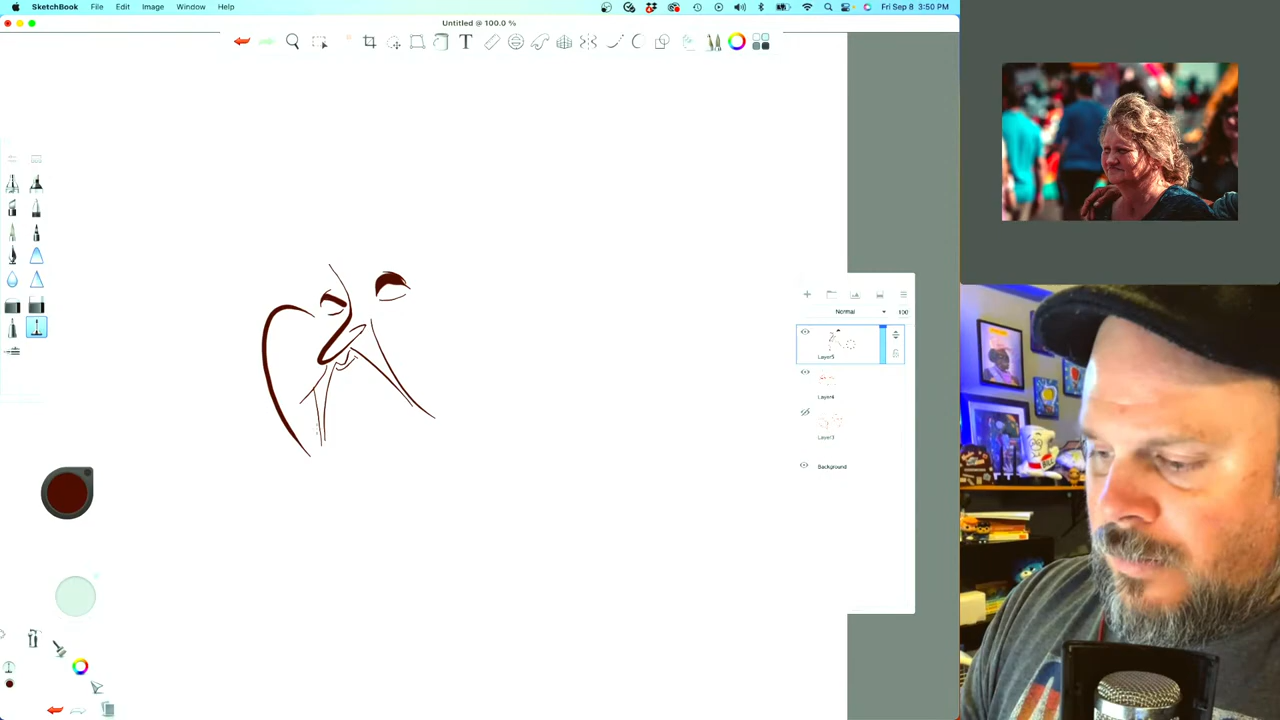 SketchBook File Edit Image Window Help Fri Sep 8 3:50 PM
Untitled @ 100.0 %
T
Normal 100
Layer5
Layer4
Layer3
Background